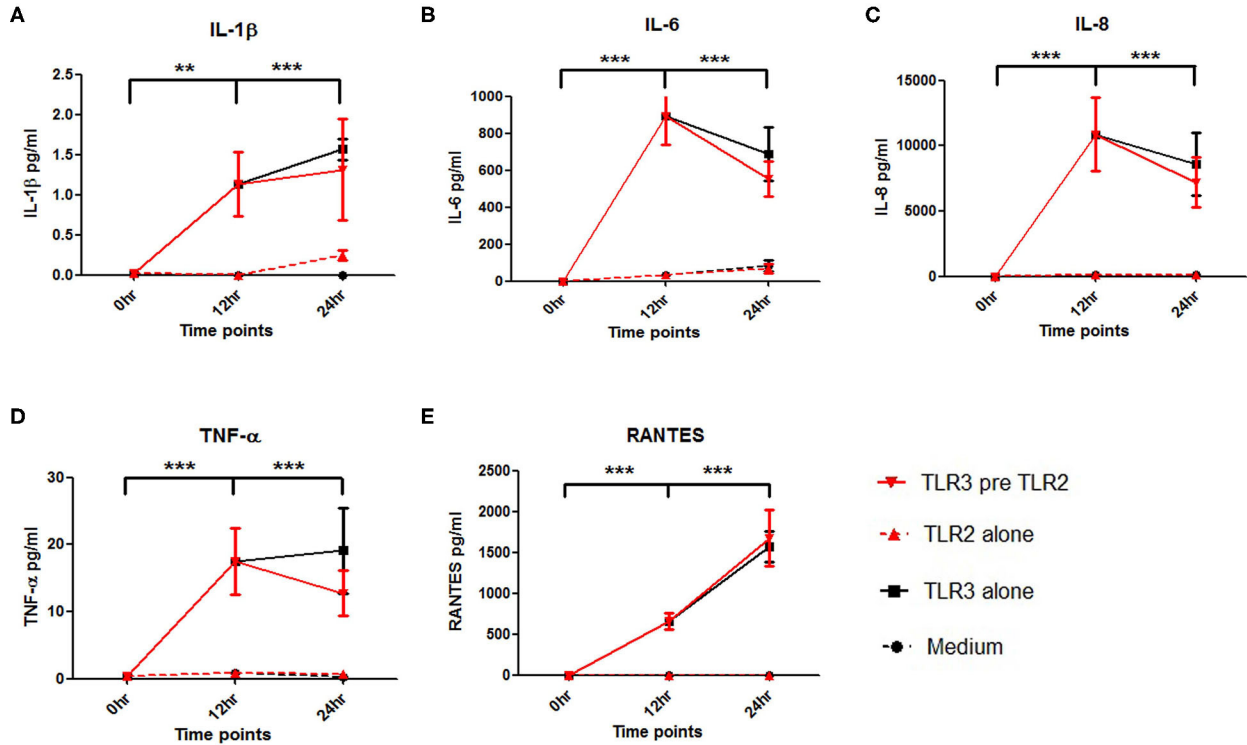 A
IL-1β
** ***
IL-1β pg/ml
2.5
2.0
1.5
1.0
0.5
0.0
0hr 12hr 24hr
Time points
B
IL-6
*** ***
IL-6 pg/ml
1000
800
600
400
200
0
0hr 12hr 24hr
Time points
C
IL-8
*** ***
IL-8 pg/ml
15000
10000
5000
0
0hr 12hr 24hr
Time points
D
TNF-α
*** ***
TNF-α pg/ml
30
20
10
0
0hr 12hr 24hr
Time points
E
RANTES
*** ***
RANTES pg/ml
2500
2000
1500
1000
500
0
0hr 12hr 24hr
Time points
TLR3 pre TLR2
TLR2 alone
TLR3 alone
Medium